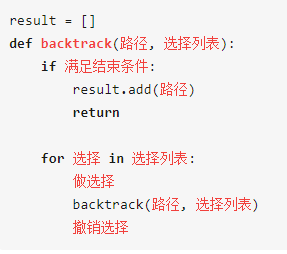 result = []
def backtrack(路径, 选择列表):
    if 满足结束条件:
        result.add(路径)
        return
    for 选择 in 选择列表:
        做选择
        backtrack(路径, 选择列表)
        撤销选择